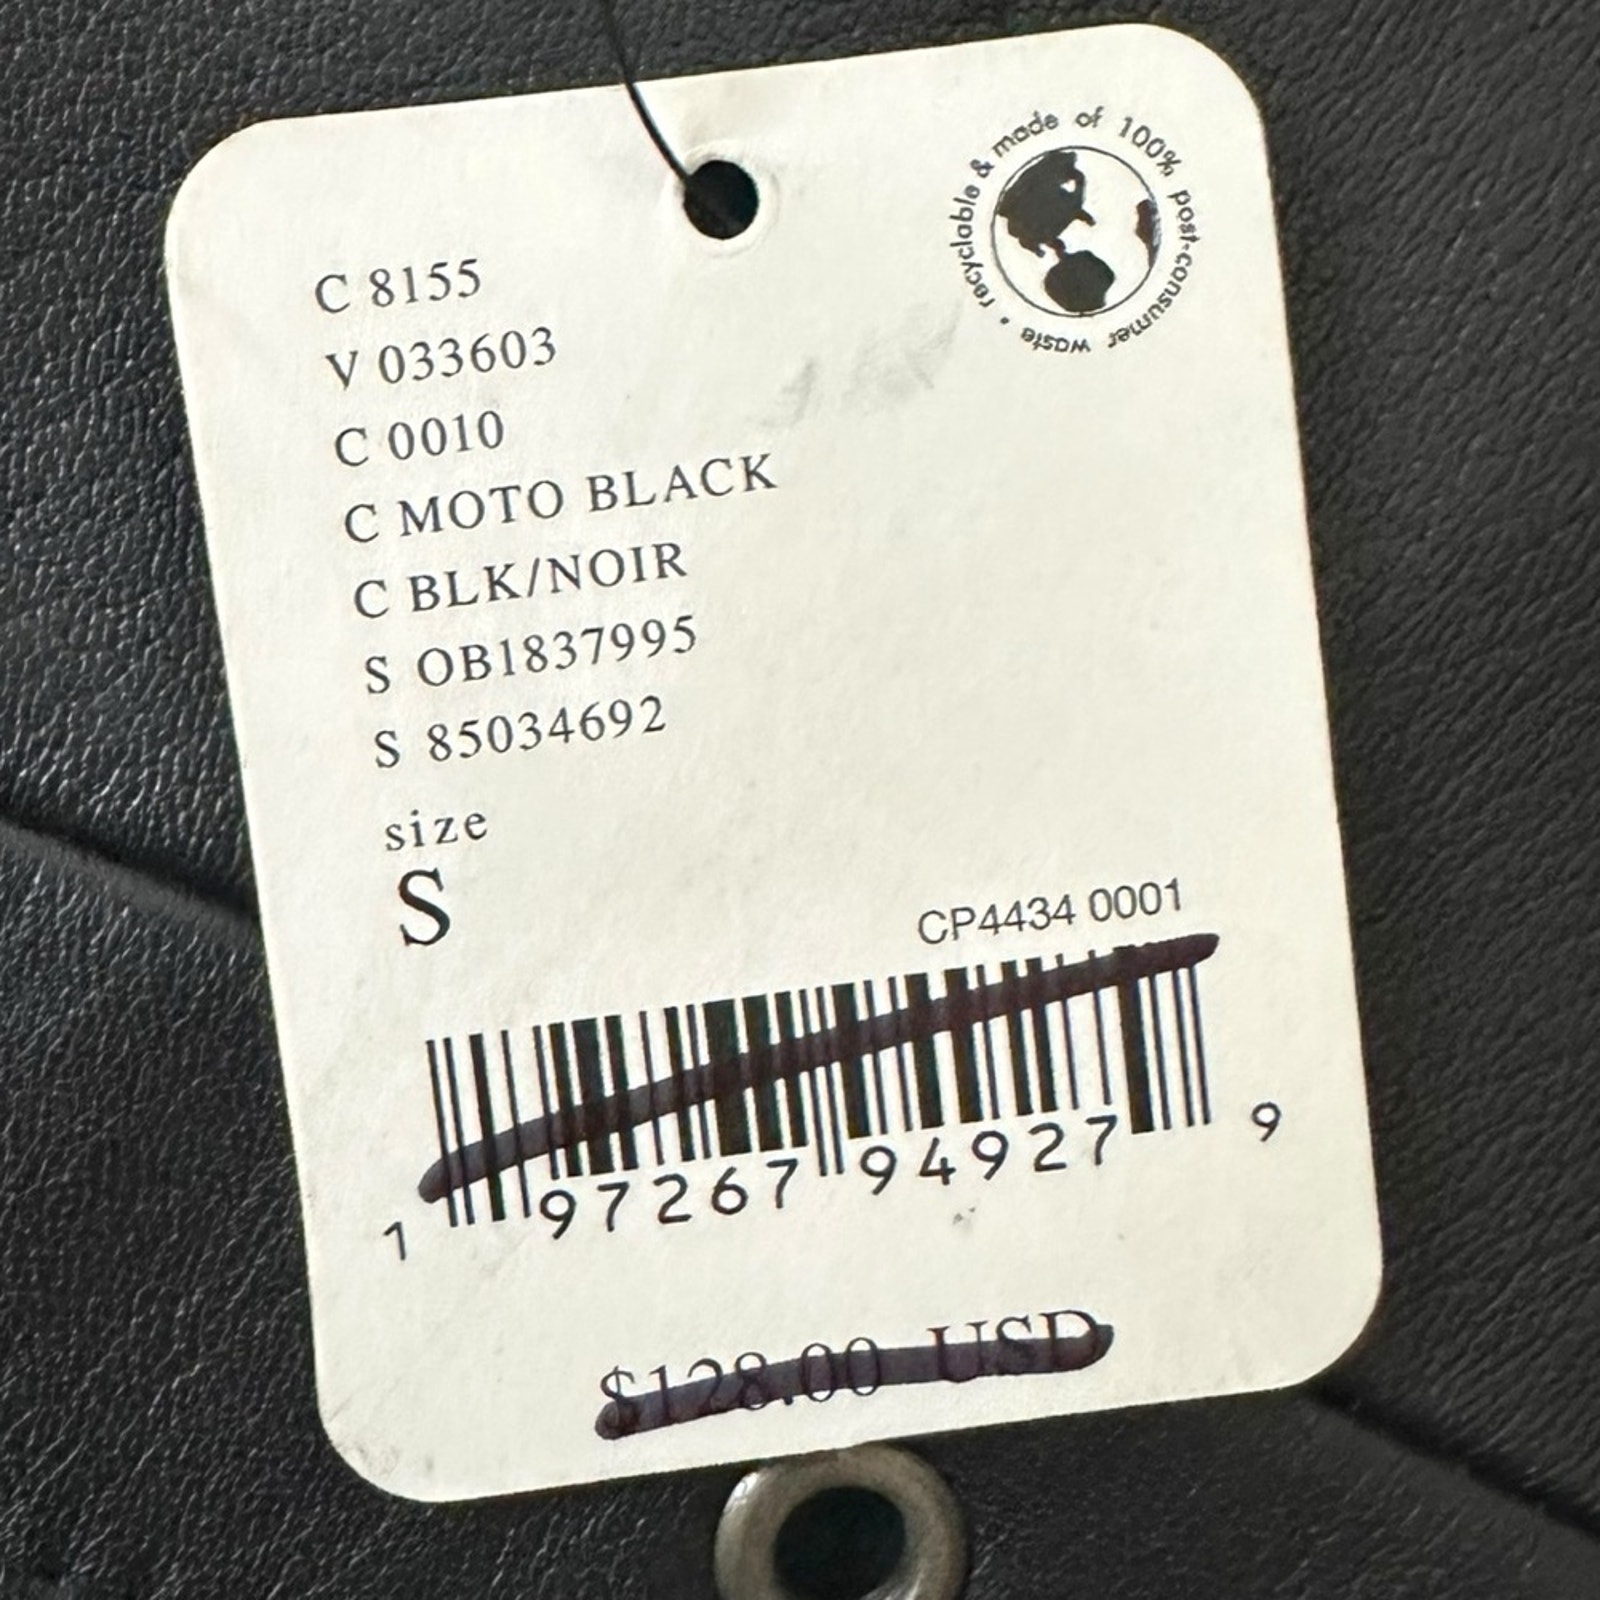 recyclable & made of 100% post-consumer waste •
C 8155
V 033603
C 0010
C MOTO BLACK
C BLK/NOIR
S OB1837995
S 85034692
size
S
CP4434 0001
1 97267 94927 9
$128.00 USD